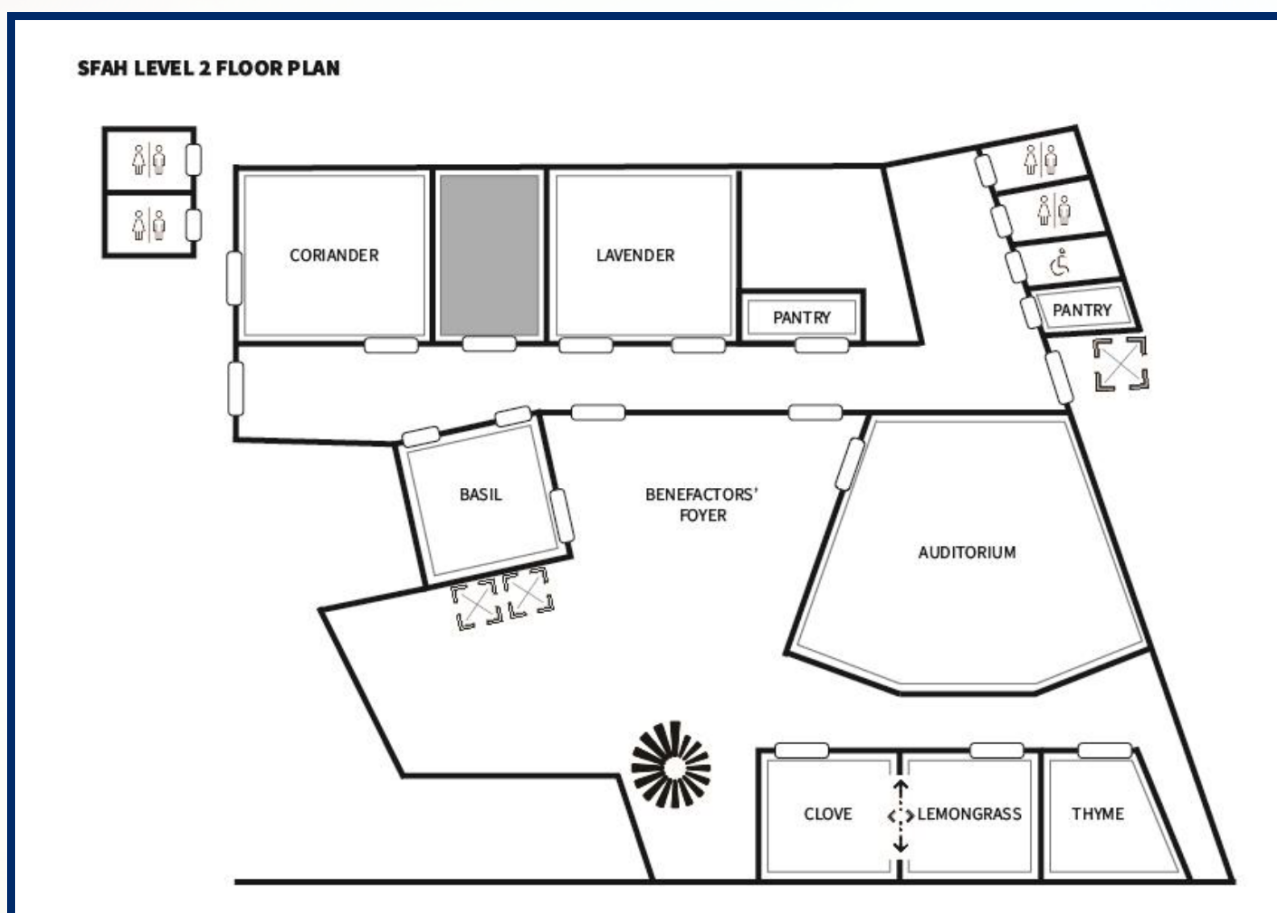 SFAH LEVEL 2 FLOOR PLAN
CORIANDER
LAVENDER
PANTRY
PANTRY
BASIL
BENEFACTORS'
FOYER
AUDITORIUM
CLOVE
LEMONGRASS
THYME